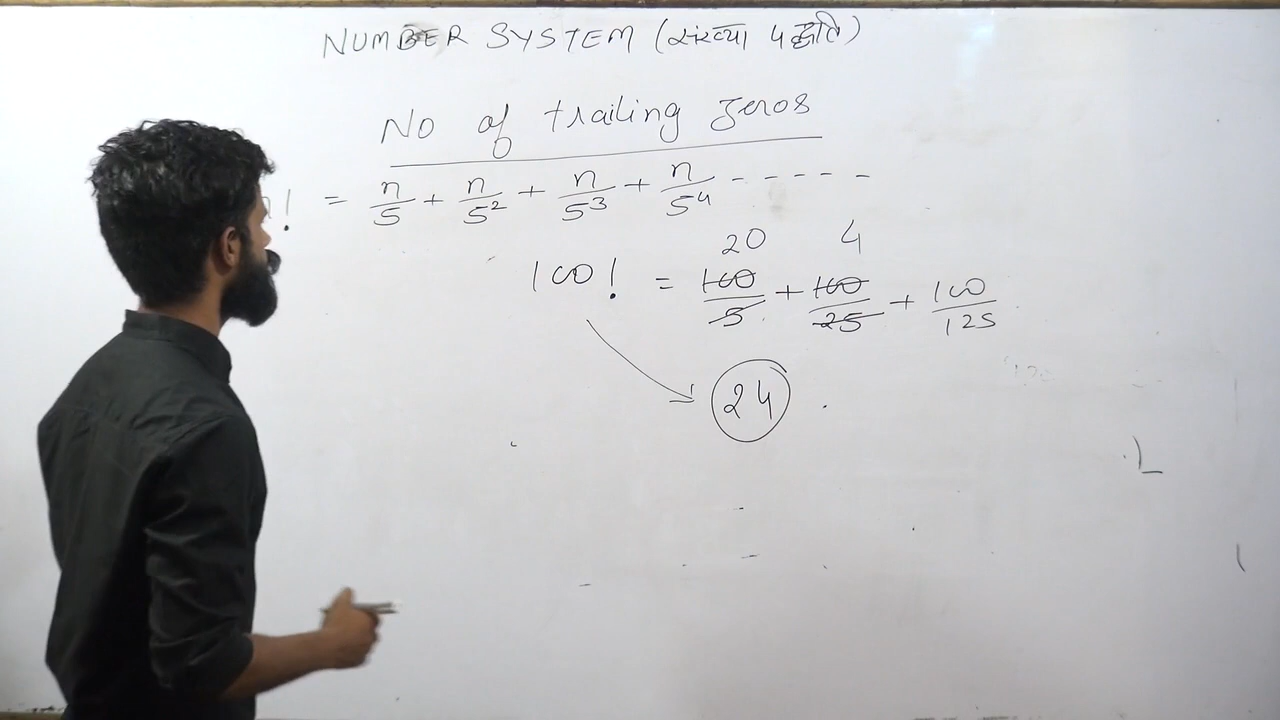 NUMBER SYSTEM (संख्या पद्धति)
No of trailing zeros
n! = n/5 + n/5² + n/5³ + n/5⁴ - - - - -
20 4
100! = 100/5 + 100/25 + 100/125
24